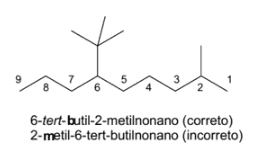 9 7 5 3 1
8 6 4 2
6-tert-butil-2-metilnonano (correto)
2-metil-6-tert-butilnonano (incorreto)